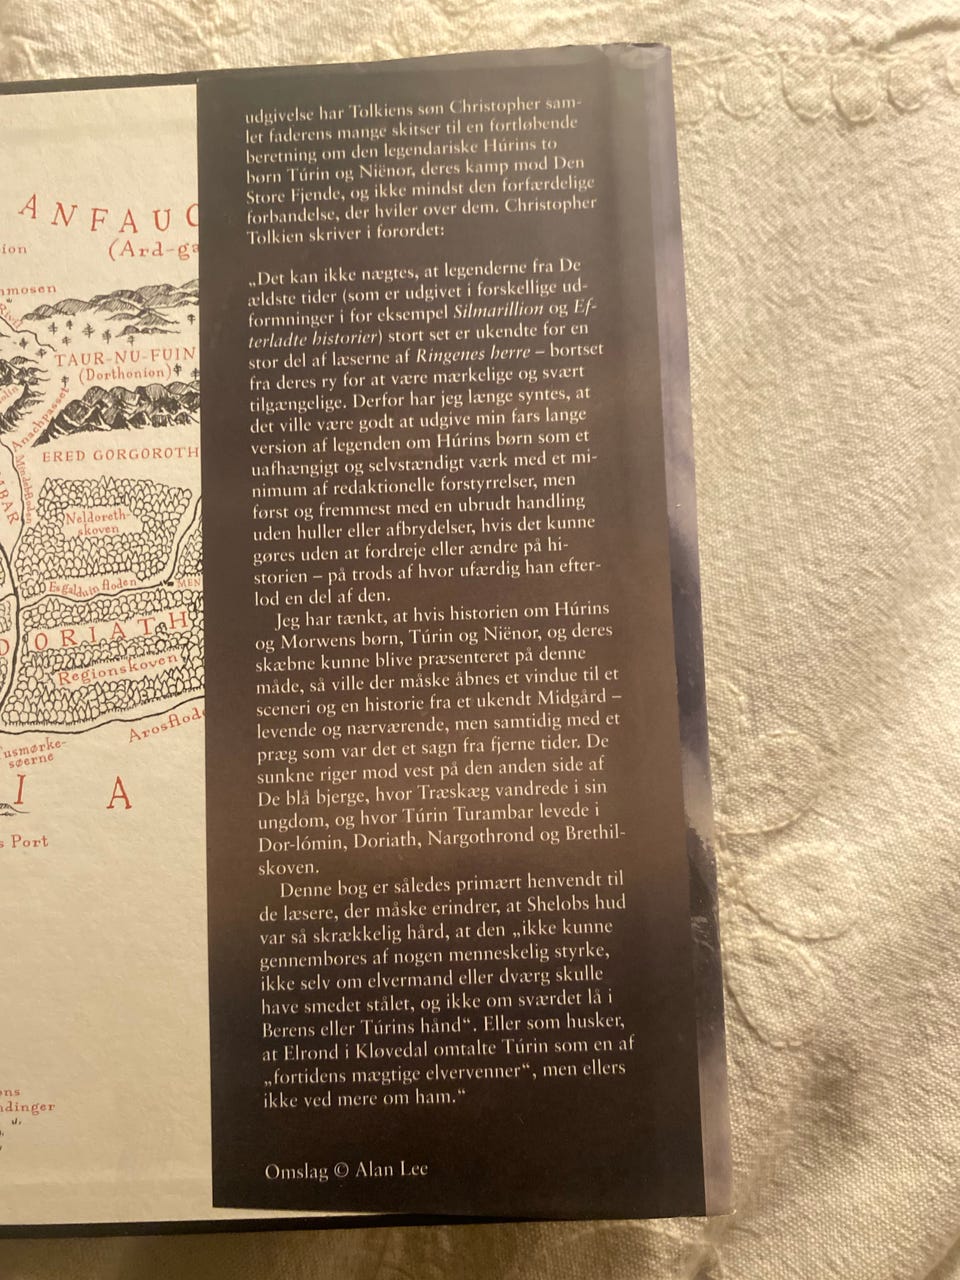 ANFAUG
(Ard-ga
ion
nmosen
TAUR-NU-FUIN
(Dorthonion)
Anachpasset
ERED GORGOROTH
Mindebfloden
MBAR
Neldoreth-
skoven
Esgalduinfloden
MEN
DORIATH
Regionskoven
Arosflode
usmørke-
søerne
I A
s Port
ons
ndinger
udgivelse har Tolkiens søn Christopher sam-
let faderens mange skitser til en fortløbende
beretning om den legendariske Húrins to
børn Túrin og Niënor, deres kamp mod Den
Store Fjende, og ikke mindst den forfærdelige
forbandelse, der hviler over dem. Christopher
Tolkien skriver i forordet:
„Det kan ikke nægtes, at legenderne fra De
ældste tider (som er udgivet i forskellige ud-
formninger i for eksempel Silmarillion og Ef-
terladte historier) stort set er ukendte for en
stor del af læserne af Ringenes herre – bortset
fra deres ry for at være mærkelige og svært
tilgængelige. Derfor har jeg længe syntes, at
det ville være godt at udgive min fars lange
version af legenden om Húrins børn som et
uafhængigt og selvstændigt værk med et mi-
nimum af redaktionelle forstyrrelser, men
først og fremmest med en ubrudt handling
uden huller eller afbrydelser, hvis det kunne
gøres uden at fordreje eller ændre på hi-
storien – på trods af hvor ufærdig han efter-
lod en del af den.
Jeg har tænkt, at hvis historien om Húrins
og Morwens børn, Túrin og Niënor, og deres
skæbne kunne blive præsenteret på denne
måde, så ville der måske åbnes et vindue til et
sceneri og en historie fra et ukendt Midgård –
levende og nærværende, men samtidig med et
præg som var det et sagn fra fjerne tider. De
sunkne riger mod vest på den anden side af
De blå bjerge, hvor Træskæg vandrede i sin
ungdom, og hvor Túrin Turambar levede i
Dor-lómin, Doriath, Nargothrond og Brethil-
skoven.
Denne bog er således primært henvendt til
de læsere, der måske erindrer, at Shelobs hud
var så skrækkelig hård, at den „ikke kunne
gennembores af nogen menneskelig styrke,
ikke selv om elvermand eller dværg skulle
have smedet stålet, og ikke om sværdet lå i
Berens eller Túrins hånd“. Eller som husker,
at Elrond i Kløvedal omtalte Túrin som en af
„fortidens mægtige elvervenner“, men ellers
ikke ved mere om ham.“
Omslag © Alan Lee